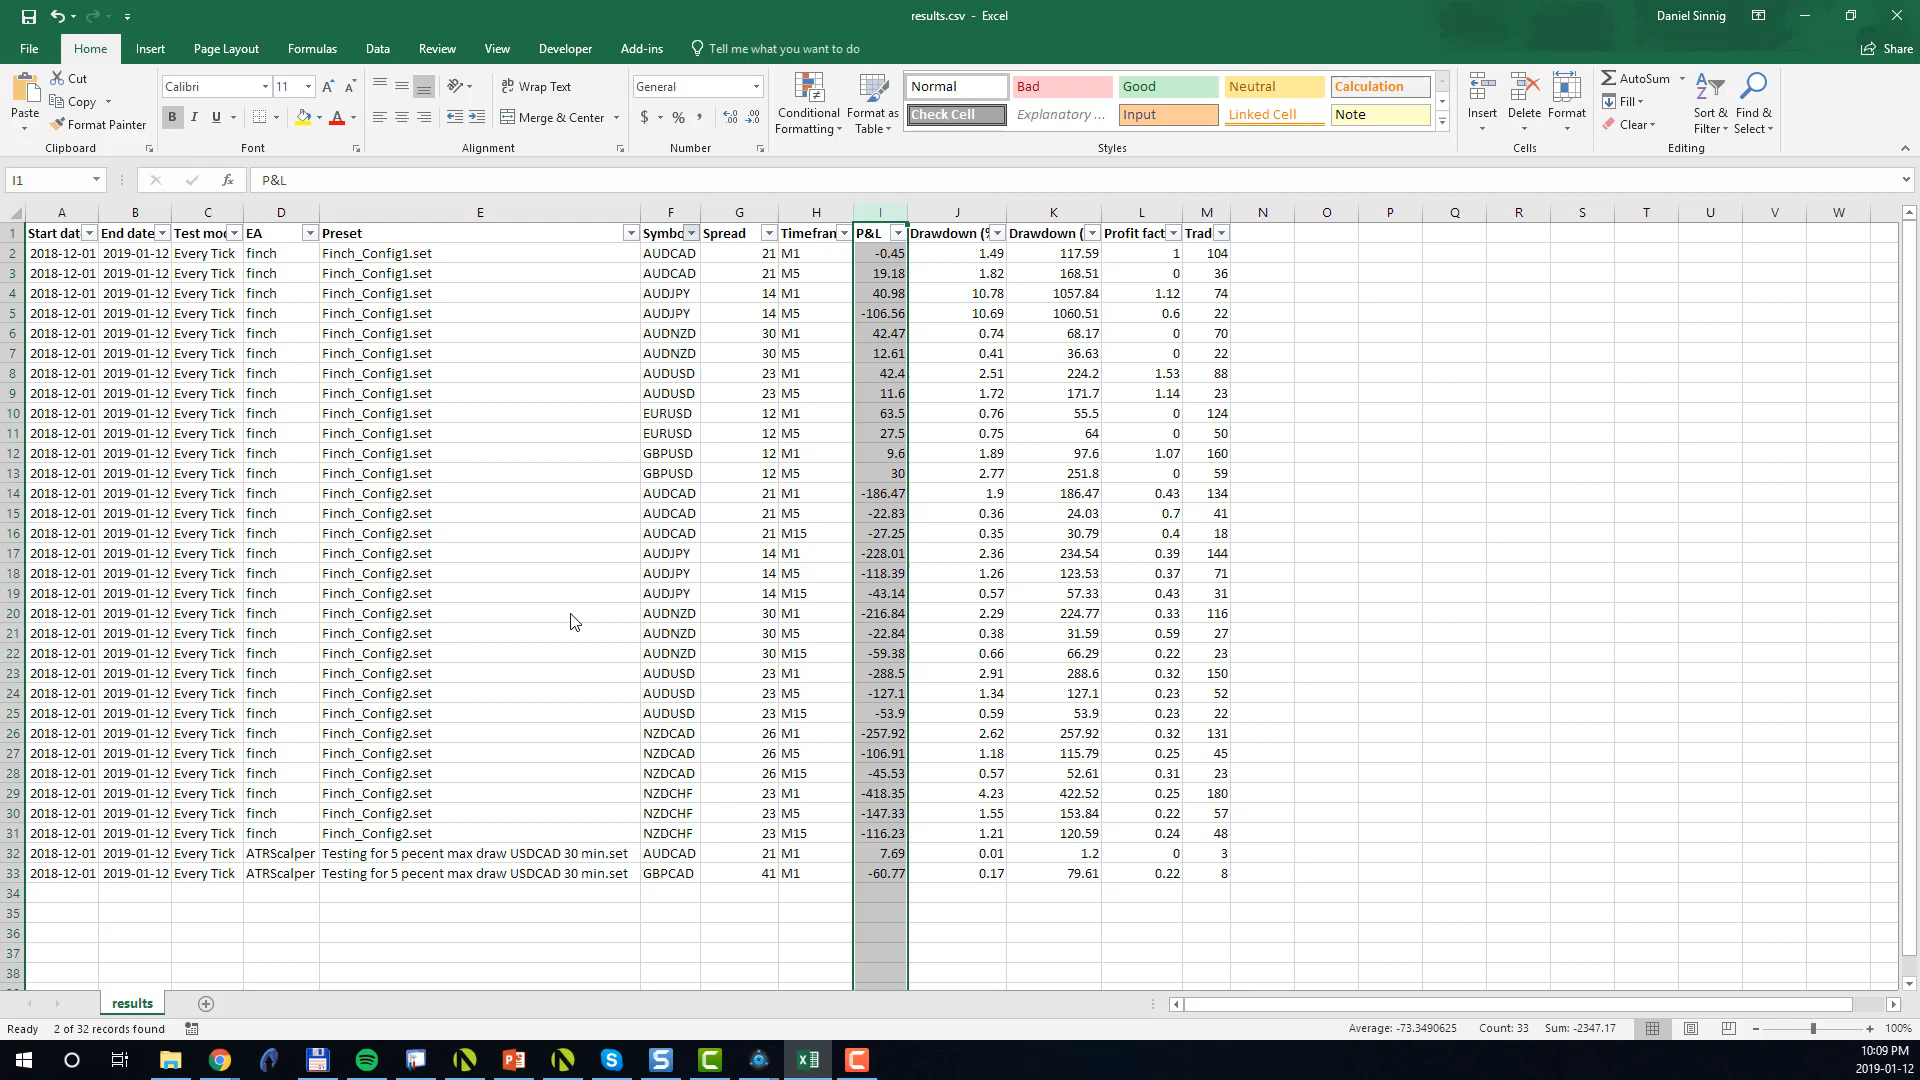 results.csv - Excel
Daniel Sinnig
File Home Insert Page Layout Formulas Data Review View Developer Add-ins Tell me what you want to do Share
Paste Cut Copy Format Painter
Calibri 11
B I U
Wrap Text
Merge & Center
General
$ %
Conditional Formatting
Format as Table
Normal Bad Good Neutral Calculation
Check Cell Explanatory ... Input Linked Cell Note
Insert Delete Format
AutoSum
Fill
Clear
Sort & Filter
Find & Select
Clipboard Font Alignment Number Styles Cells Editing
I1 fx P&L
A B C D E F G H I J K L M N O P Q R S T U V W
1 Start dat End date Test mo EA Preset Symbo Spread Timefran P&L Drawdown (% Drawdown ( Profit fact Trad
2 2018-12-01 2019-01-12 Every Tick finch Finch_Config1.set AUDCAD 21 M1 -0.45 1.49 117.59 1 104
3 2018-12-01 2019-01-12 Every Tick finch Finch_Config1.set AUDCAD 21 M5 19.18 1.82 168.51 0 36
4 2018-12-01 2019-01-12 Every Tick finch Finch_Config1.set AUDJPY 14 M1 40.98 10.78 1057.84 1.12 74
5 2018-12-01 2019-01-12 Every Tick finch Finch_Config1.set AUDJPY 14 M5 -106.56 10.69 1060.51 0.6 22
6 2018-12-01 2019-01-12 Every Tick finch Finch_Config1.set AUDNZD 30 M1 42.47 0.74 68.17 0 70
7 2018-12-01 2019-01-12 Every Tick finch Finch_Config1.set AUDNZD 30 M5 12.61 0.41 36.63 0 22
8 2018-12-01 2019-01-12 Every Tick finch Finch_Config1.set AUDUSD 23 M1 42.4 2.51 224.2 1.53 88
9 2018-12-01 2019-01-12 Every Tick finch Finch_Config1.set AUDUSD 23 M5 11.6 1.72 171.7 1.14 23
10 2018-12-01 2019-01-12 Every Tick finch Finch_Config1.set EURUSD 12 M1 63.5 0.76 55.5 0 124
11 2018-12-01 2019-01-12 Every Tick finch Finch_Config1.set EURUSD 12 M5 27.5 0.75 64 0 50
12 2018-12-01 2019-01-12 Every Tick finch Finch_Config1.set GBPUSD 12 M1 9.6 1.89 97.6 1.07 160
13 2018-12-01 2019-01-12 Every Tick finch Finch_Config1.set GBPUSD 12 M5 30 2.77 251.8 0 59
14 2018-12-01 2019-01-12 Every Tick finch Finch_Config2.set AUDCAD 21 M1 -186.47 1.9 186.47 0.43 134
15 2018-12-01 2019-01-12 Every Tick finch Finch_Config2.set AUDCAD 21 M5 -22.83 0.36 24.03 0.7 41
16 2018-12-01 2019-01-12 Every Tick finch Finch_Config2.set AUDCAD 21 M15 -27.25 0.35 30.79 0.4 18
17 2018-12-01 2019-01-12 Every Tick finch Finch_Config2.set AUDJPY 14 M1 -228.01 2.36 234.54 0.39 144
18 2018-12-01 2019-01-12 Every Tick finch Finch_Config2.set AUDJPY 14 M5 -118.39 1.26 123.53 0.37 71
19 2018-12-01 2019-01-12 Every Tick finch Finch_Config2.set AUDJPY 14 M15 -43.14 0.57 57.33 0.43 31
20 2018-12-01 2019-01-12 Every Tick finch Finch_Config2.set AUDNZD 30 M1 -216.84 2.29 224.77 0.33 116
21 2018-12-01 2019-01-12 Every Tick finch Finch_Config2.set AUDNZD 30 M5 -22.84 0.38 31.59 0.59 27
22 2018-12-01 2019-01-12 Every Tick finch Finch_Config2.set AUDNZD 30 M15 -59.38 0.66 66.29 0.22 23
23 2018-12-01 2019-01-12 Every Tick finch Finch_Config2.set AUDUSD 23 M1 -288.5 2.91 288.6 0.32 150
24 2018-12-01 2019-01-12 Every Tick finch Finch_Config2.set AUDUSD 23 M5 -127.1 1.34 127.1 0.23 52
25 2018-12-01 2019-01-12 Every Tick finch Finch_Config2.set AUDUSD 23 M15 -53.9 0.59 53.9 0.23 22
26 2018-12-01 2019-01-12 Every Tick finch Finch_Config2.set NZDCAD 26 M1 -257.92 2.62 257.92 0.32 131
27 2018-12-01 2019-01-12 Every Tick finch Finch_Config2.set NZDCAD 26 M5 -106.91 1.18 115.79 0.25 45
28 2018-12-01 2019-01-12 Every Tick finch Finch_Config2.set NZDCAD 26 M15 -45.53 0.57 52.61 0.31 23
29 2018-12-01 2019-01-12 Every Tick finch Finch_Config2.set NZDCHF 23 M1 -418.35 4.23 422.52 0.25 180
30 2018-12-01 2019-01-12 Every Tick finch Finch_Config2.set NZDCHF 23 M5 -147.33 1.55 153.84 0.22 57
31 2018-12-01 2019-01-12 Every Tick finch Finch_Config2.set NZDCHF 23 M15 -116.23 1.21 120.59 0.24 48
32 2018-12-01 2019-01-12 Every Tick ATRScalper Testing for 5 pecent max draw USDCAD 30 min.set AUDCAD 21 M1 7.69 0.01 1.2 0 3
33 2018-12-01 2019-01-12 Every Tick ATRScalper Testing for 5 pecent max draw USDCAD 30 min.set GBPCAD 41 M1 -60.77 0.17 79.61 0.22 8
34
35
36
37
38
results
Ready 2 of 32 records found Average: -73.3490625 Count: 33 Sum: -2347.17 100%
10:09 PM
2019-01-12